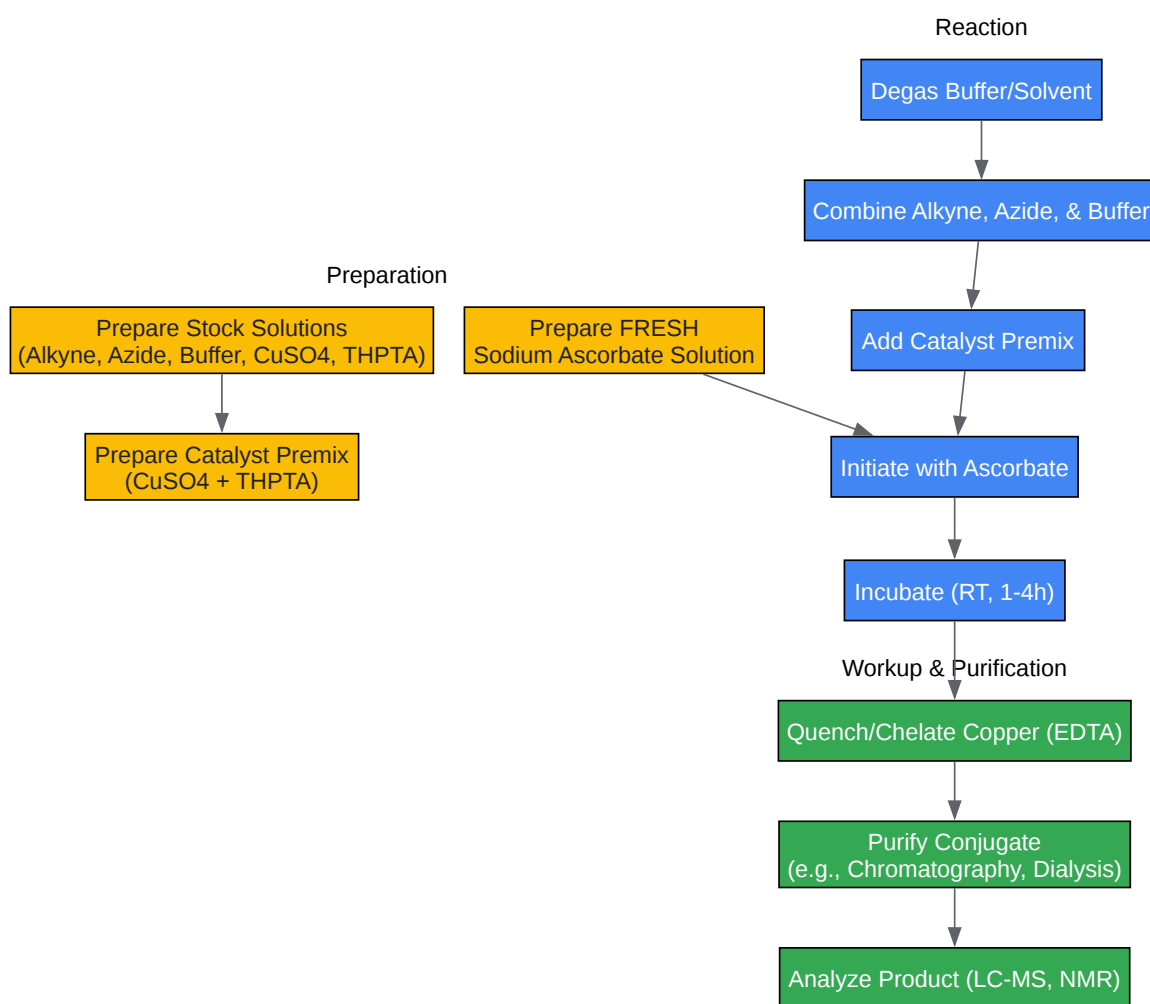 Reaction
Degas Buffer/Solvent
Combine Alkyne, Azide, & Buffer
Preparation
Prepare Stock Solutions
(Alkyne, Azide, Buffer, CuSO4, THPTA)
Prepare FRESH
Sodium Ascorbate Solution
Add Catalyst Premix
Prepare Catalyst Premix
(CuSO4 + THPTA)
Initiate with Ascorbate
Incubate (RT, 1-4h)
Workup & Purification
Quench/Chelate Copper (EDTA)
Purify Conjugate
(e.g., Chromatography, Dialysis)
Analyze Product (LC-MS, NMR)